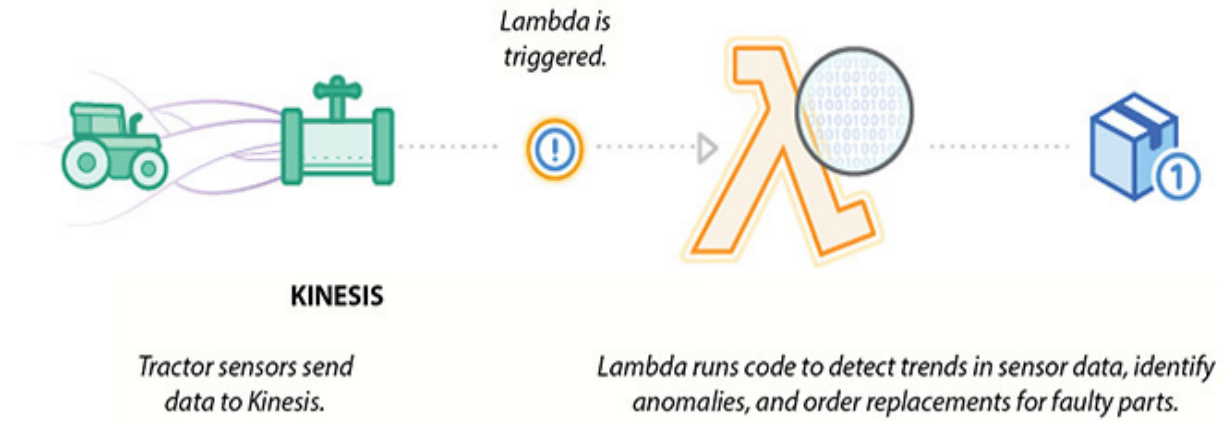 Lambda is
triggered.
1
KINESIS
Tractor sensors send
data to Kinesis.
Lambda runs code to detect trends in sensor data, identify
anomalies, and order replacements for faulty parts.